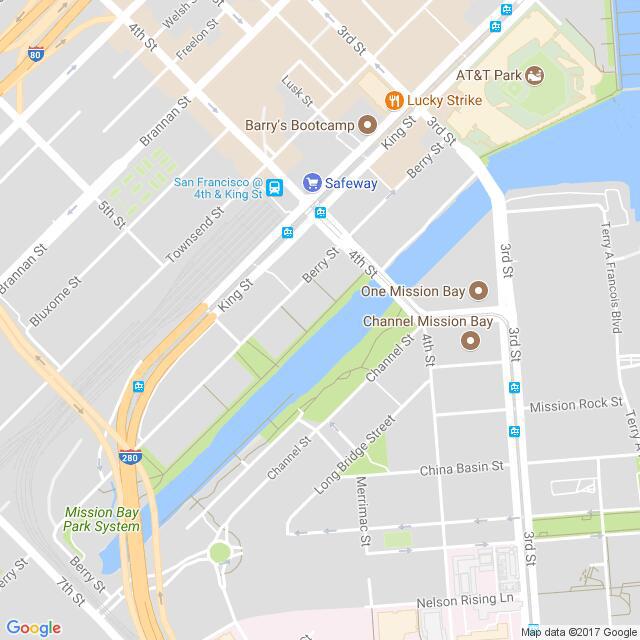 Welsh St
Freelon St
4th St
3rd St
80
AT&T Park
Lusk St
Lucky Strike
Brannan St
Barry's Bootcamp
King St
3rd St
Berry St
San Francisco @
4th & King St
Safeway
5th St
Townsend St
Terry A Francois Blvd
Brannan St
Bluxome St
Berry St
4th St
3rd St
King St
One Mission Bay
Channel Mission Bay
3rd St
4th St
Channel St
Mission Rock St
Terry A
280
Channel St
Long Bridge Street
China Basin St
Mission Bay
Park System
Merrimac St
3rd St
Berry St
erry St
7th St
Nelson Rising Ln
Google
Map data ©2017 Google